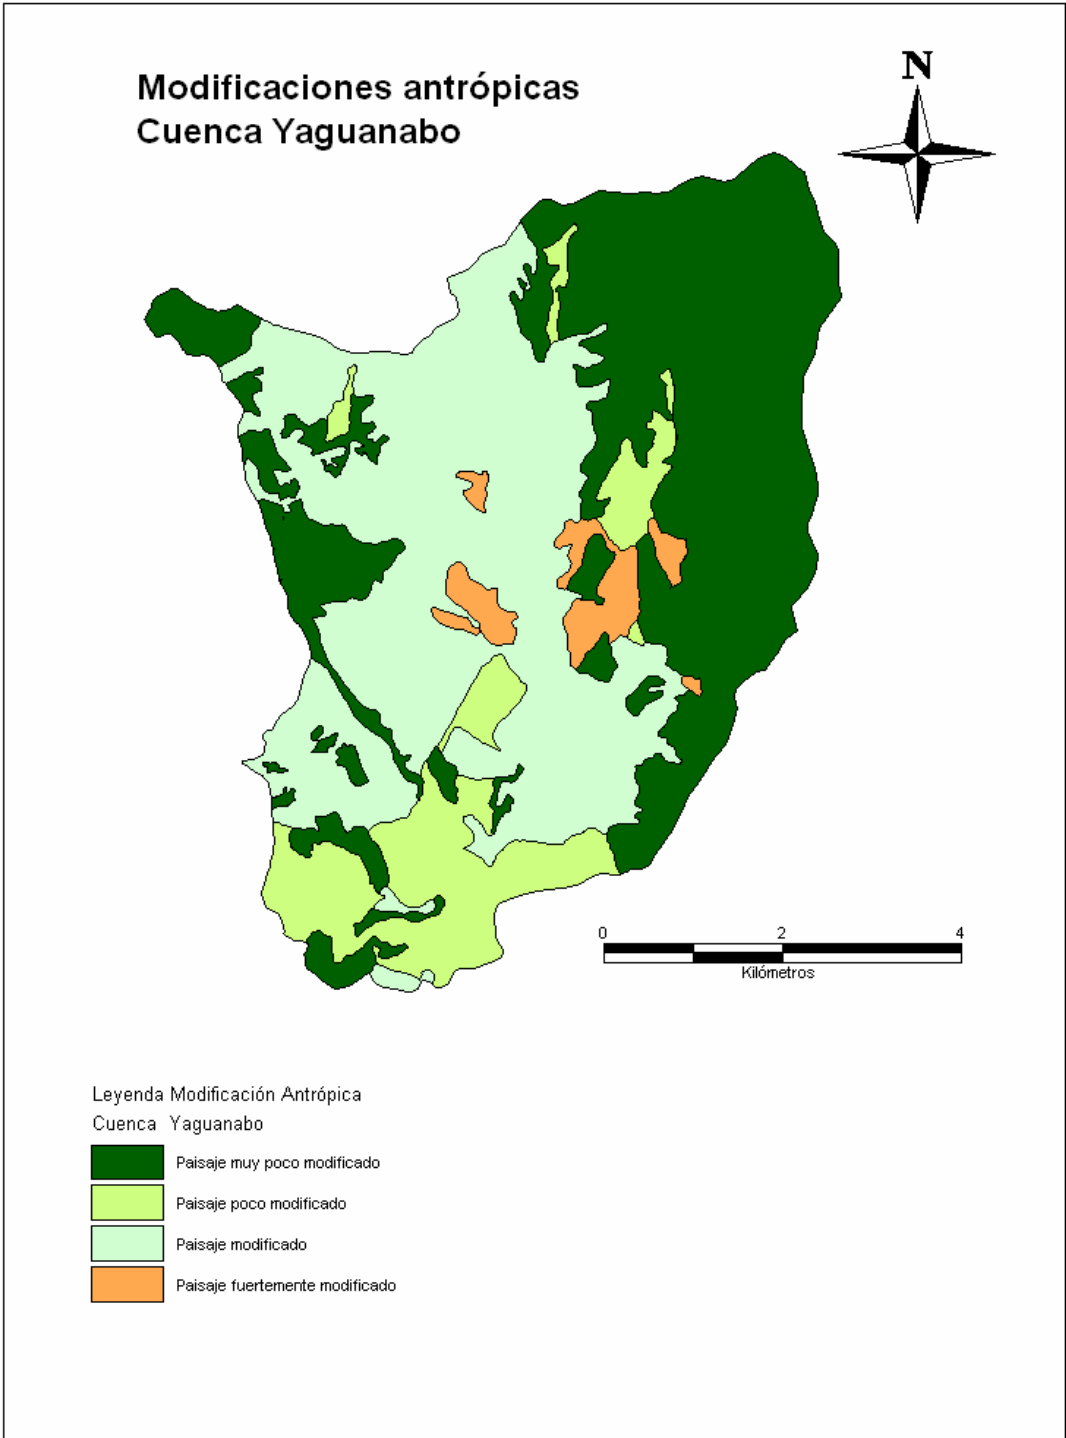 Modificaciones antrópicas
Cuenca Yaguanabo
N
0 2 4
Kilómetros
Leyenda Modificación Antrópica
Cuenca Yaguanabo
Paisaje muy poco modificado
Paisaje poco modificado
Paisaje modificado
Paisaje fuertemente modificado